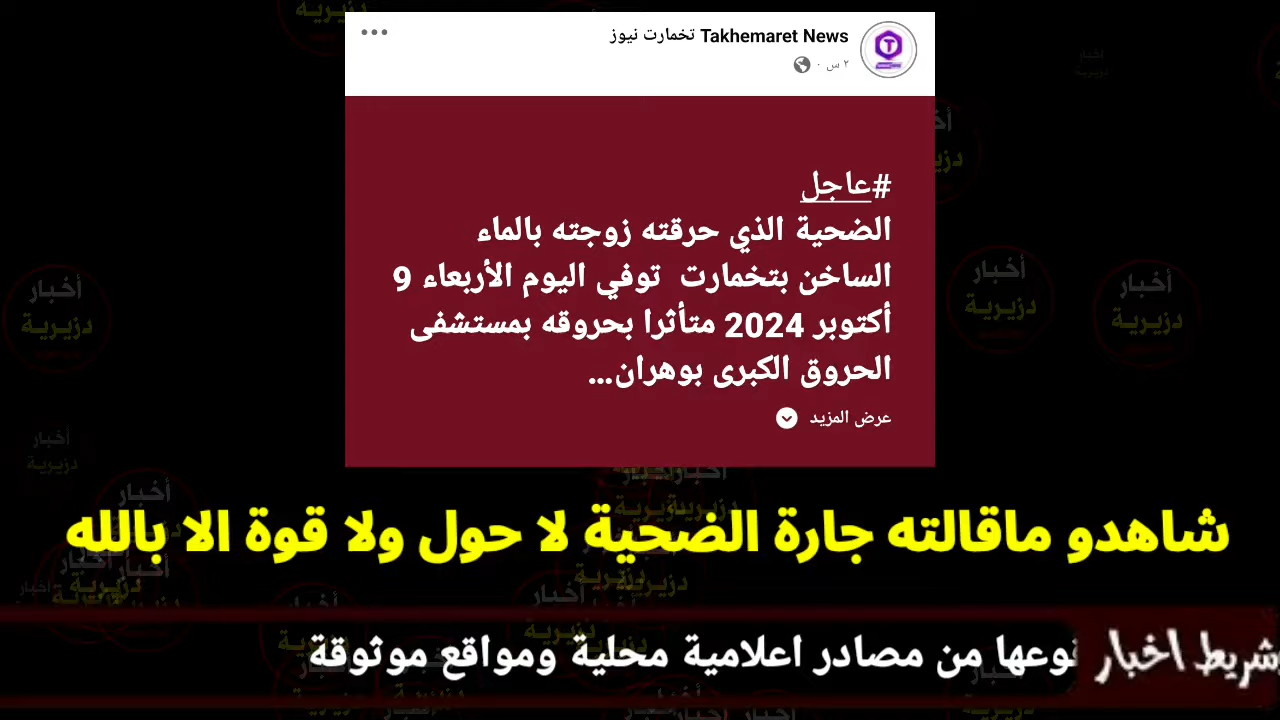 Takhemaret News تخمارت نيوز
٢ س
#عاجل
الضحية الذي حرقته زوجته بالماء
الساخن بتخمارت توفي اليوم الأربعاء 9
أكتوبر 2024 متأثرا بحروقه بمستشفى
الحروق الكبرى بوهران...
عرض المزيد
شاهدو ماقالته جارة الضحية لا حول ولا قوة الا بالله
شريط اخبار
من مصادر اعلامية محلية ومواقع موثوقة
أخبار
دزيرية